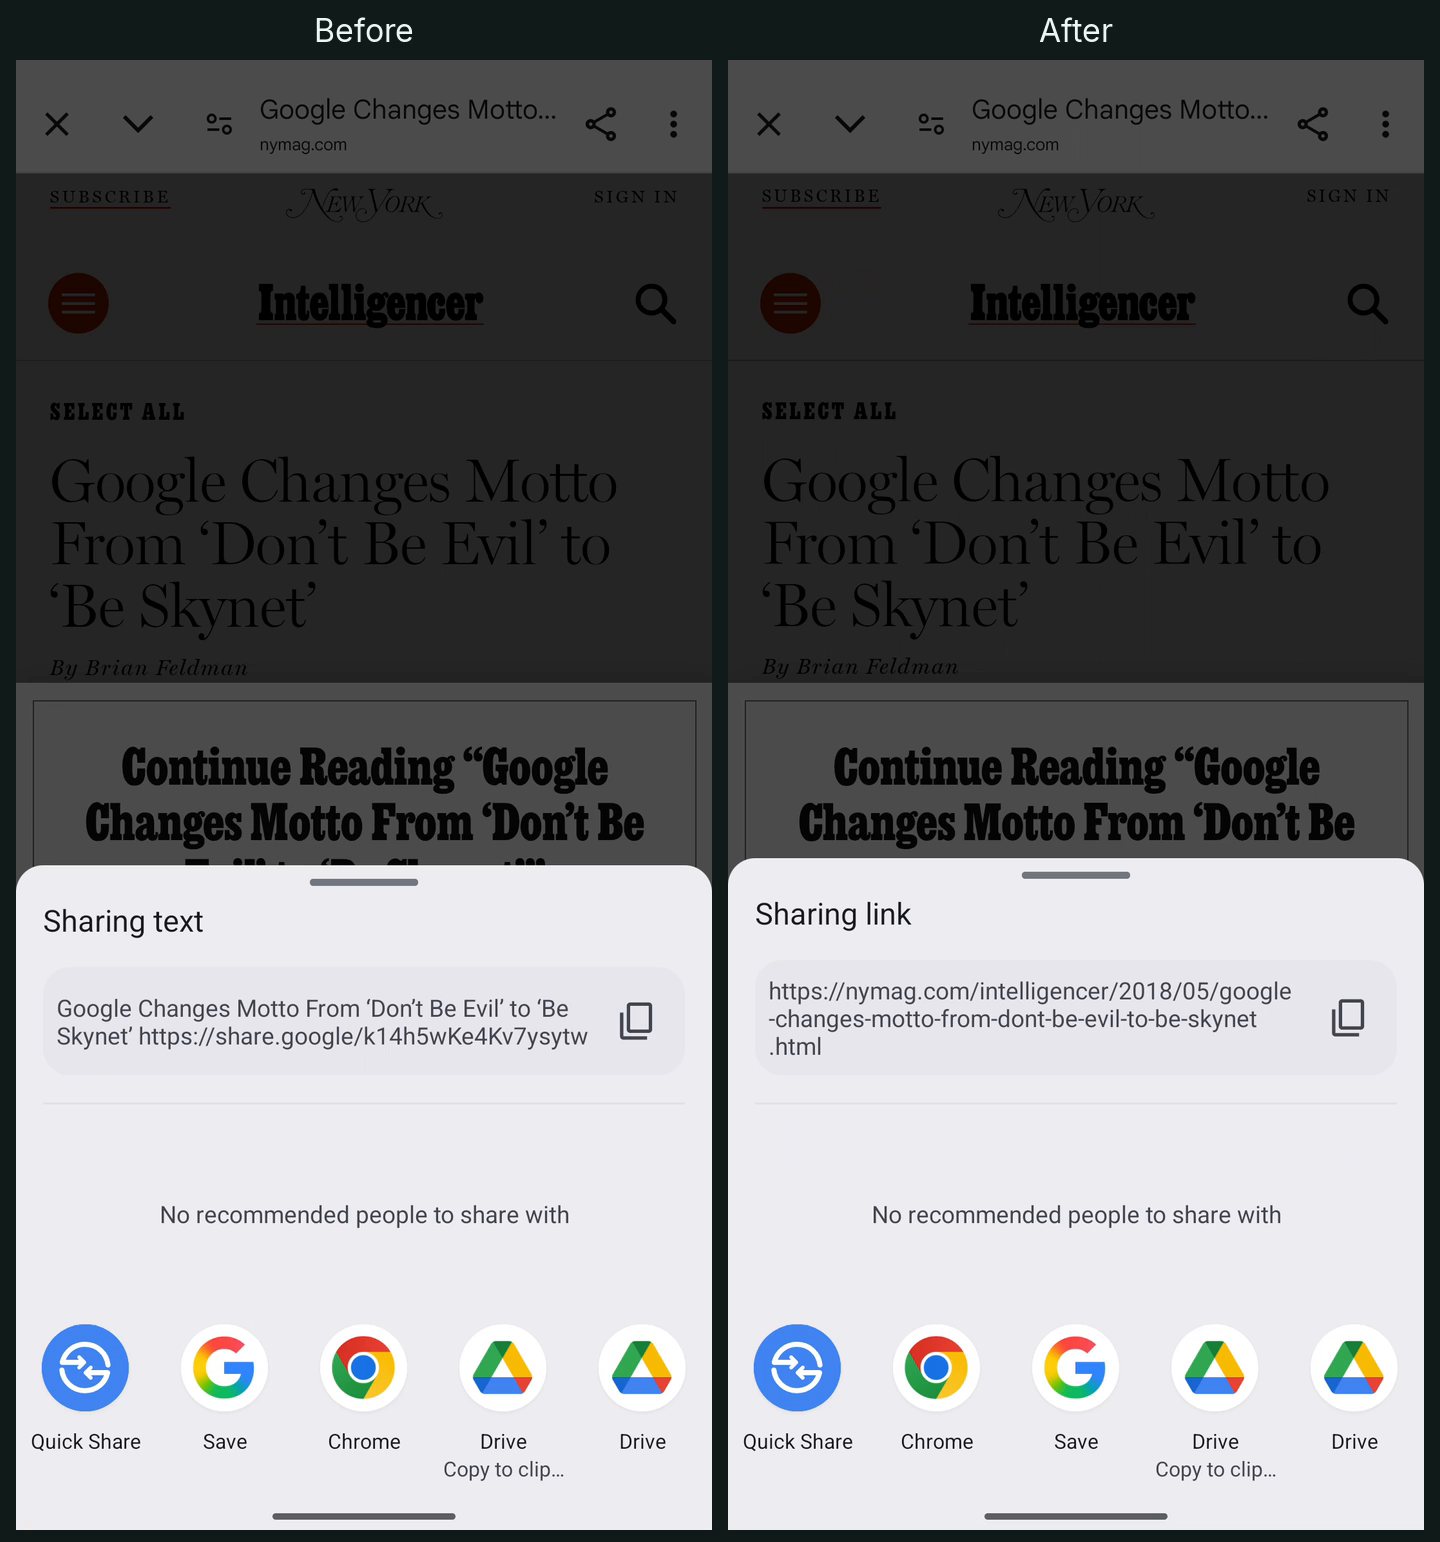 Before
Google Changes Motto...
nymag.com
SUBSCRIBE
NEW YORK
SIGN IN
Intelligencer
SELECT ALL
Google Changes Motto
From ‘Don’t Be Evil’ to
‘Be Skynet’
By Brian Feldman
Continue Reading “Google
Changes Motto From ‘Don’t Be
Evil’ to ‘Be Skynet’”
Sharing text
Google Changes Motto From ‘Don’t Be Evil’ to ‘Be
Skynet’ https://share.google/k14h5wKe4Kv7ysytw
No recommended people to share with
Quick Share
Save
Chrome
Drive
Copy to clip...
Drive
After
Google Changes Motto...
nymag.com
SUBSCRIBE
NEW YORK
SIGN IN
Intelligencer
SELECT ALL
Google Changes Motto
From ‘Don’t Be Evil’ to
‘Be Skynet’
By Brian Feldman
Continue Reading “Google
Changes Motto From ‘Don’t Be
Sharing link
https://nymag.com/intelligencer/2018/05/google
-changes-motto-from-dont-be-evil-to-be-skynet
.html
No recommended people to share with
Quick Share
Chrome
Save
Drive
Copy to clip...
Drive